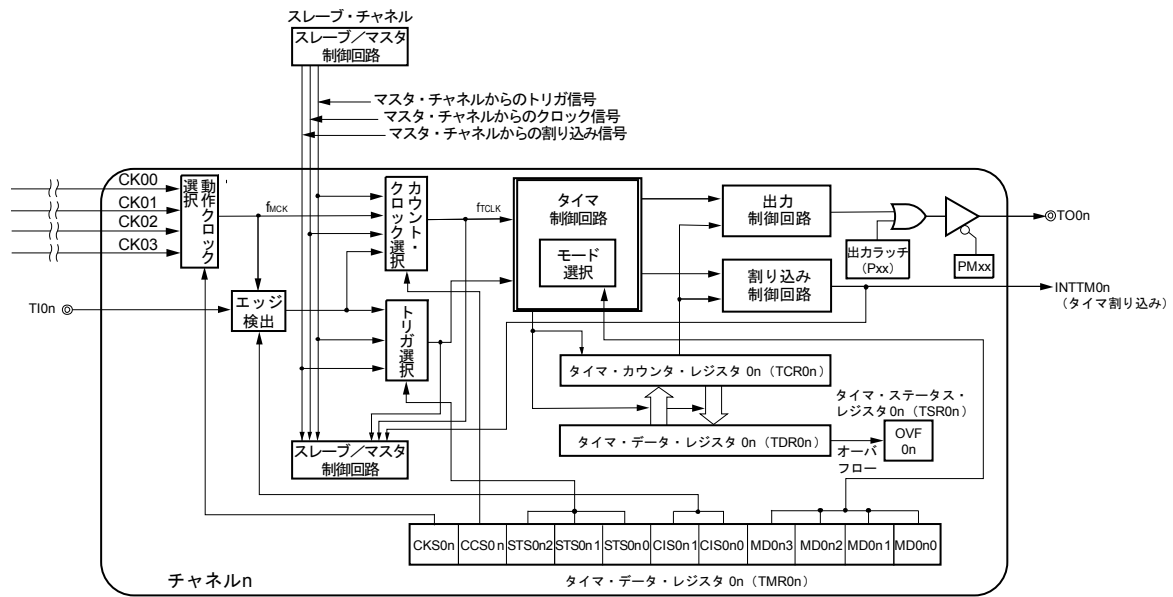 スレーブ・チャネル
スレーブ／マスタ
制御回路
マスタ・チャネルからのトリガ信号
マスタ・チャネルからのクロック信号
マスタ・チャネルからの割り込み信号
CK00
CK01
CK02
CK03
動作クロック
選択
fMCK
カウント・
クロック選択
fTCLK
タイマ
制御回路
モード
選択
出力
制御回路
出力ラッチ
（Pxx）
PMxx
TO0n
割り込み
制御回路
INTTM0n
（タイマ割り込み）
TI0n
エッジ
検出
トリガ選択
タイマ・カウンタ・レジスタ 0n（TCR0n）
タイマ・データ・レジスタ 0n（TDR0n）
タイマ・ステータス・
レジスタ0n（TSR0n）
OVF
0n
オーバ
フロー
スレーブ／マスタ
制御回路
CKS0n CCS0n STS0n2 STS0n1 STS0n0 CIS0n1 CIS0n0 MD0n3 MD0n2 MD0n1 MD0n0
チャネルn
タイマ・データ・レジスタ 0n（TMR0n）